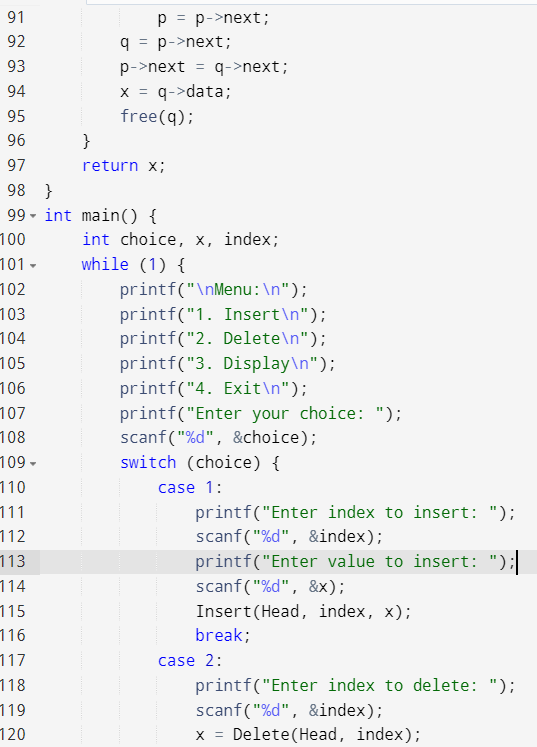 91 p = p->next;
92 q = p->next;
93 p->next = q->next;
94 x = q->data;
95 free(q);
96 }
97 return x;
98 }
99 int main() {
100 int choice, x, index;
101 while (1) {
102 printf("\nMenu:\n");
103 printf("1. Insert\n");
104 printf("2. Delete\n");
105 printf("3. Display\n");
106 printf("4. Exit\n");
107 printf("Enter your choice: ");
108 scanf("%d", &choice);
109 switch (choice) {
110 case 1:
111 printf("Enter index to insert: ");
112 scanf("%d", &index);
113 printf("Enter value to insert: ");
114 scanf("%d", &x);
115 Insert(Head, index, x);
116 break;
117 case 2:
118 printf("Enter index to delete: ");
119 scanf("%d", &index);
120 x = Delete(Head, index);